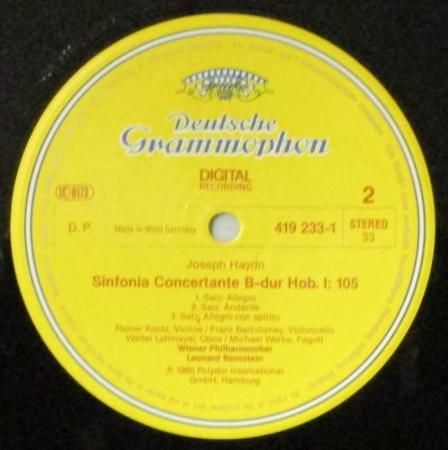 Deutsche
Grammophon
DIGITAL
RECORDING
LC 0173
2
D. P.
Made in West Germany
419 233-1
STEREO
33
Joseph Haydn
Sinfonia Concertante B-dur Hob. I: 105
1. Satz: Allegro
2. Satz: Andante
3. Satz: Allegro con spirito
Rainer Küchl, Violine / Franz Bartolomey, Violoncello
Walter Lehmayer, Oboe / Michael Werba, Fagott
Wiener Philharmoniker
Leonard Bernstein
℗ 1986 Polydor International
GmbH, Hamburg